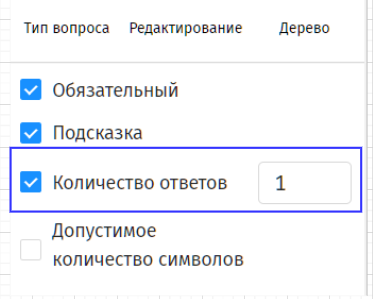 Тип вопроса Редактирование Дерево
Обязательный
Подсказка
Количество ответов 1
Допустимое
количество символов